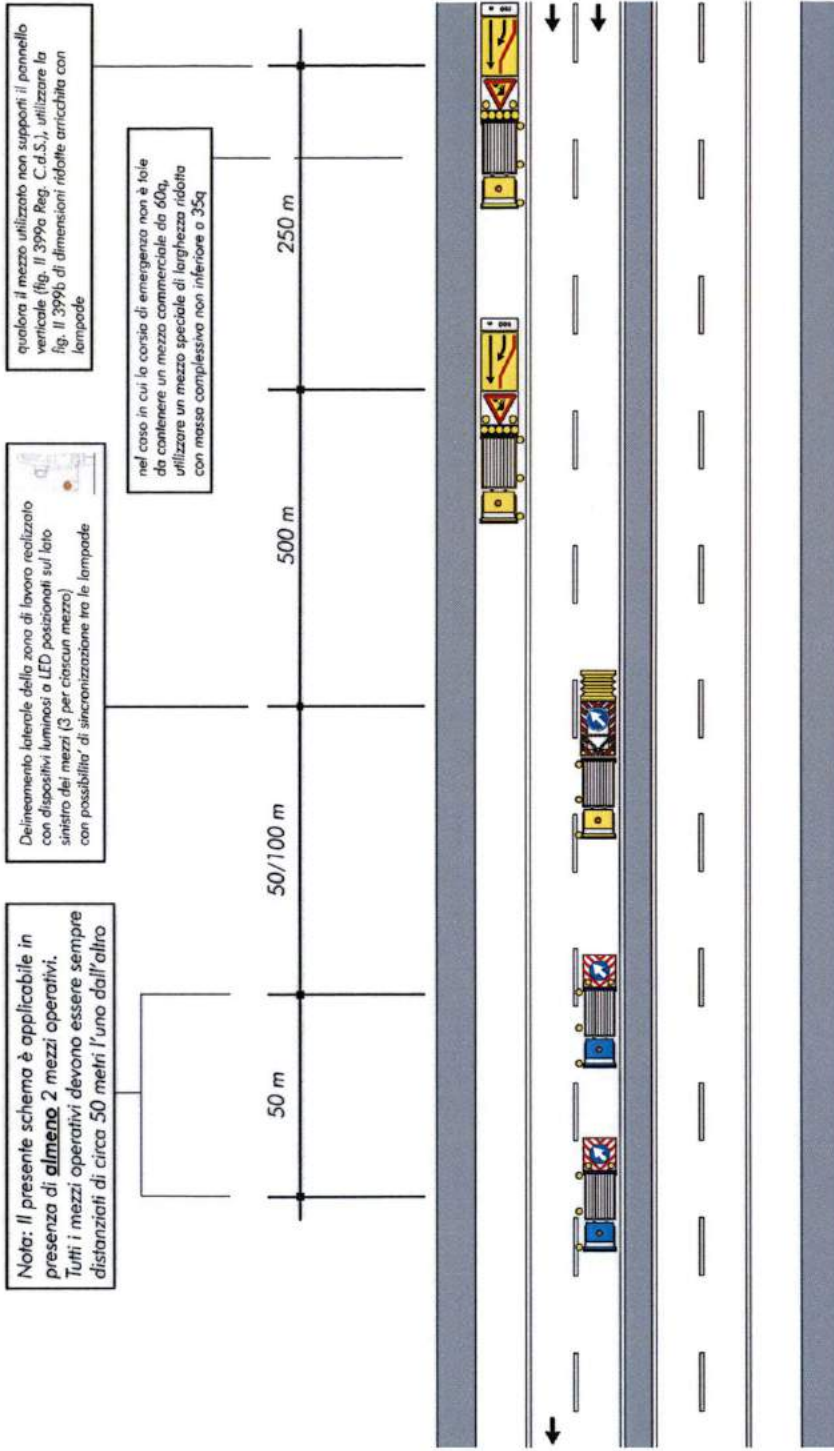 Nota: Il presente schema è applicabile in
presenza di almeno 2 mezzi operativi.
Tutti i mezzi operativi devono essere sempre
distanziati di circa 50 metri l'uno dall'altro
Delineamento laterale della zona di lavoro realizzato
con dispositivi luminosi a LED posizionati sul lato
sinistro dei mezzi (3 per ciascun mezzo)
con possibilita' di sincronizzazione tra le lampade
qualora il mezzo utilizzato non supporti il pannello
verticale (fig. II 399a Reg. C.d.S.), utilizzare la
fig. II 399b di dimensioni ridotte arricchita con
lampade
nel caso in cui la corsia di emergenza non è tale
da contenere un mezzo commerciale da 60q,
utilizzare un mezzo speciale di larghezza ridotta
con massa complessiva non inferiore a 35q
50 m
50/100 m
500 m
250 m